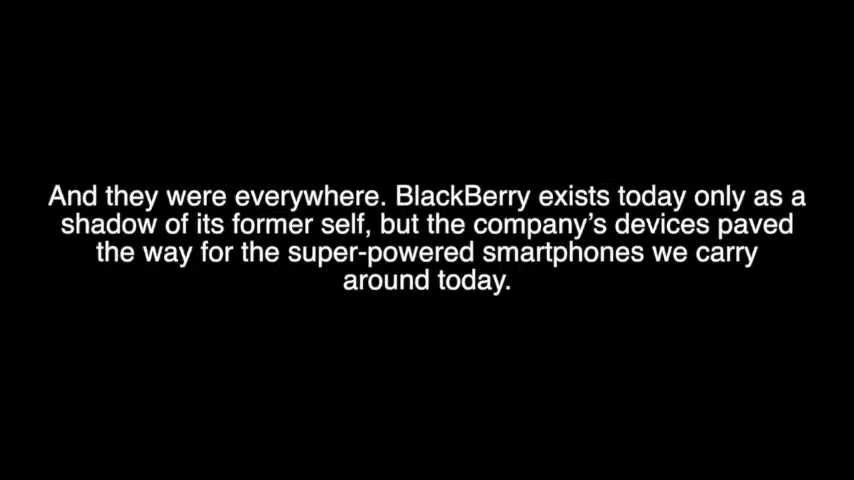 And they were everywhere. BlackBerry exists today only as a
shadow of its former self, but the company’s devices paved
the way for the super-powered smartphones we carry
around today.